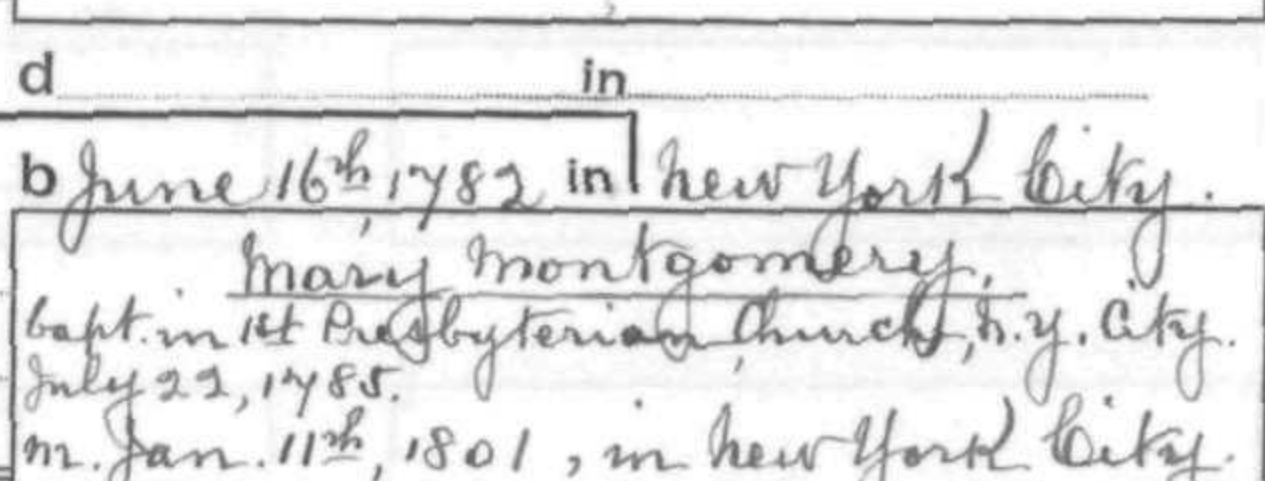 d in
b June 16th, 1782 in New York City.
Mary Montgomery,
bapt. in 1st Presbyterian Church, N.Y. City.
July 22, 1785.
m. Jan. 11th, 1801, in New York City.